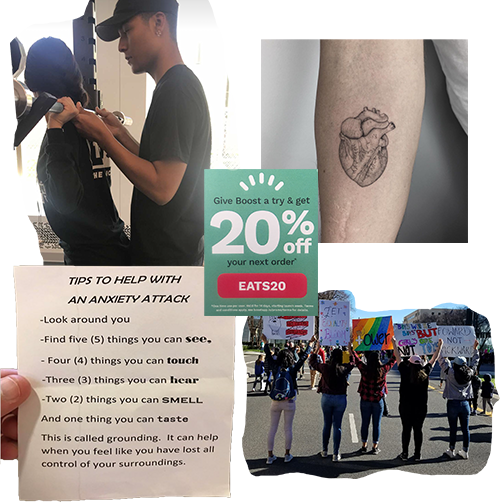 Give Boost a try & get
20%
off
your next order*
EATS20
TIPS TO HELP WITH
AN ANXIETY ATTACK
-Look around you
-Find five (5) things you can see.
- Four (4) things you can touch
-Three (3) things you can hear
-Two (2) things you can SMELL
And one thing you can taste
This is called grounding. It can help
when you feel like you have lost all
control of your surroundings.
BUT
NOT